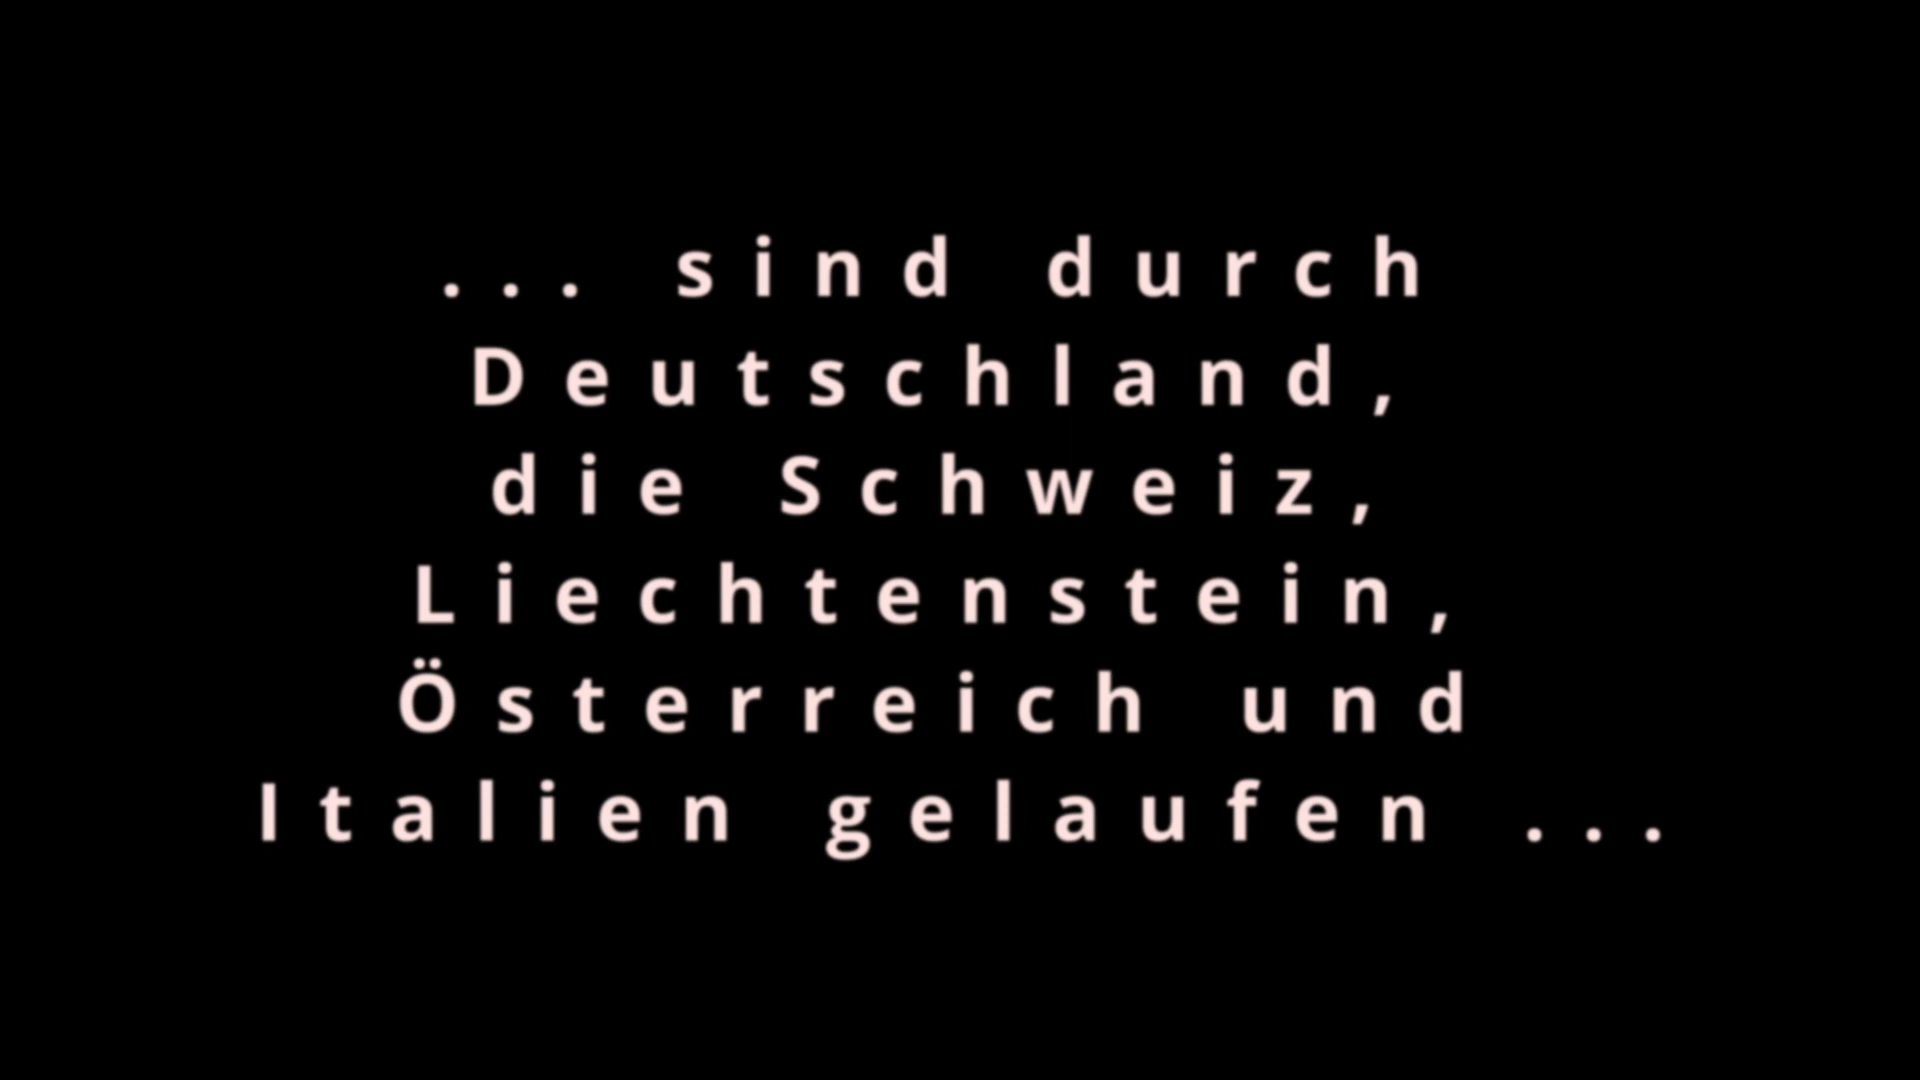 ... sind durch
Deutschland,
die Schweiz,
Liechtenstein,
Österreich und
Italien gelaufen ...